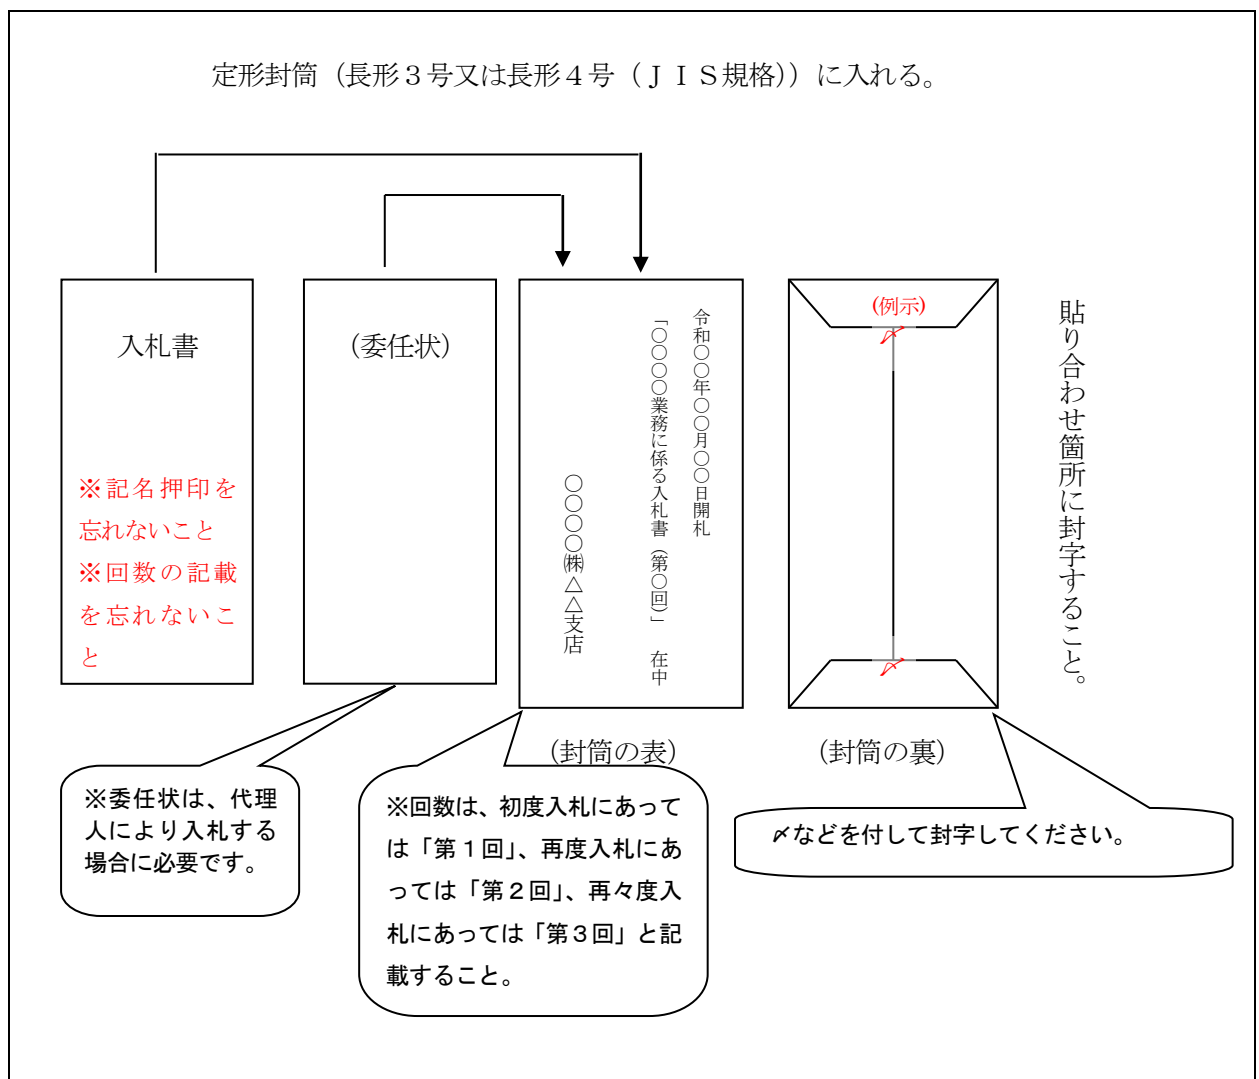 定形封筒（長形３号又は長形４号（ＪＩＳ規格））に入れる。
入札書
※記名押印を
忘れないこと
※回数の記載
を忘れないこ
と
（委任状）
令和〇〇年〇〇月〇〇日開札
「〇〇〇〇業務に係る入札書（第〇回）」　在中
〇〇〇〇㈱△△支店
（例示）
〆
〆
貼り合わせ箇所に封字すること。
（封筒の表）
（封筒の裏）
※委任状は、代理
人により入札する
場合に必要です。
※回数は、初度入札にあって
は「第１回」、再度入札にあ
っては「第２回」、再々度入
札にあっては「第３回」と記
載すること。
〆などを付して封字してください。